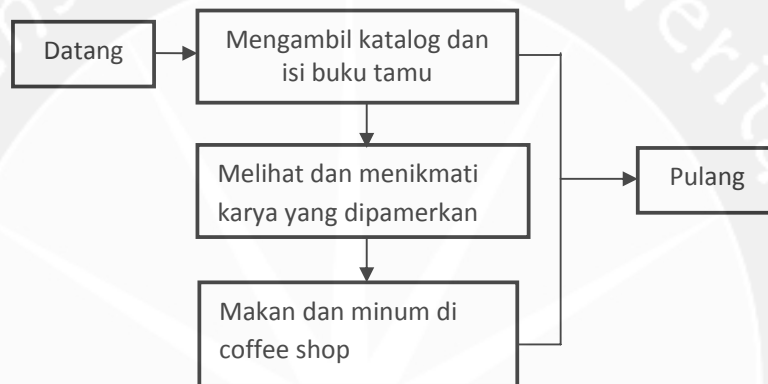 Datang
Mengambil katalog dan
isi buku tamu
Melihat dan menikmati
karya yang dipamerkan
Pulang
Makan dan minum di
coffee shop